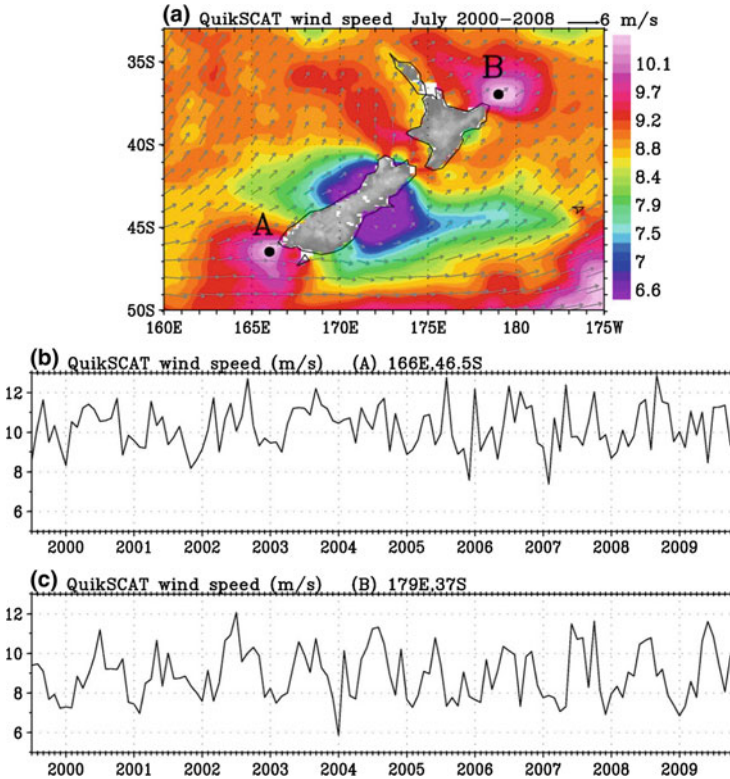 (a) QuikSCAT wind speed July 2000–2008 6 m/s
35S
40S
45S
50S
160E 165E 170E 175E 180 175W
A
B
10.1
9.7
9.2
8.8
8.4
7.9
7.5
7
6.6
(b) QuikSCAT wind speed (m/s) (A) 166E,46.5S
12
10
8
6
2000 2001 2002 2003 2004 2005 2006 2007 2008 2009
(c) QuikSCAT wind speed (m/s) (B) 179E,37S
12
10
8
6
2000 2001 2002 2003 2004 2005 2006 2007 2008 2009